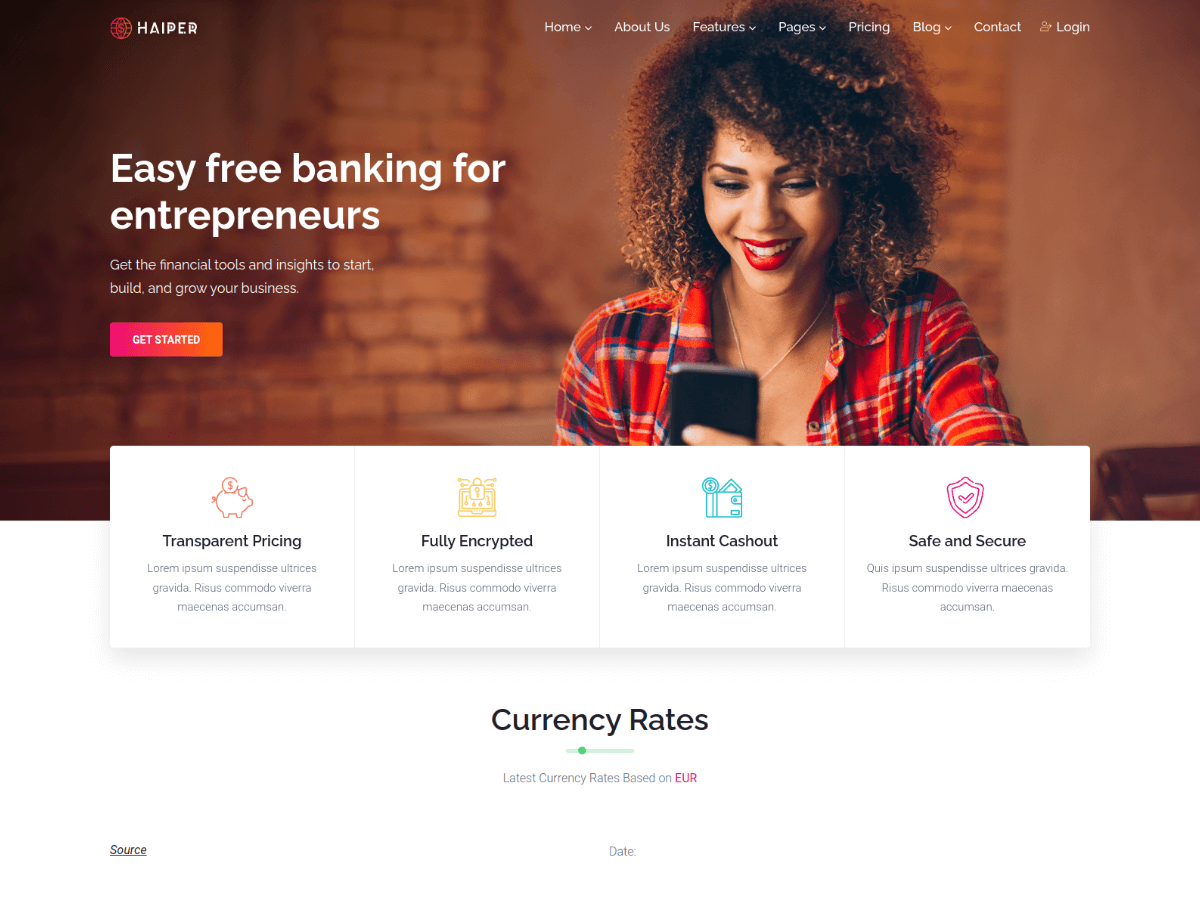 HAIPER
Home About Us Features Pages Pricing Blog Contact Login
Easy free banking for
entrepreneurs
Get the financial tools and insights to start,
build, and grow your business.
GET STARTED
Transparent Pricing
Lorem ipsum suspendisse ultrices
gravida. Risus commodo viverra
maecenas accumsan.
Fully Encrypted
Lorem ipsum suspendisse ultrices
gravida. Risus commodo viverra
maecenas accumsan.
Instant Cashout
Lorem ipsum suspendisse ultrices
gravida. Risus commodo viverra
maecenas accumsan.
Safe and Secure
Quis ipsum suspendisse ultrices gravida.
Risus commodo viverra maecenas
accumsan.
Currency Rates
Latest Currency Rates Based on EUR
Source
Date: